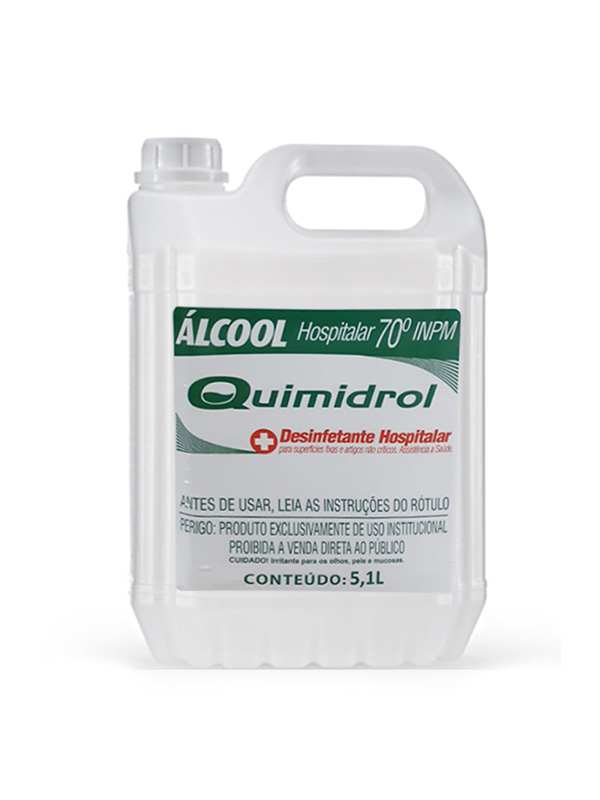 ÁLCOOL Hospitalar 70º INPM
Quimidrol
Desinfetante Hospitalar
para superfícies fixas e artigos não críticos. Assistência a Saúde.
ANTES DE USAR, LEIA AS INSTRUÇÕES DO RÓTULO
PERIGO: PRODUTO EXCLUSIVAMENTE DE USO INSTITUCIONAL
PROIBIDA A VENDA DIRETA AO PÚBLICO
CUIDADO! Irritante para os olhos, pele e mucosas.
CONTEÚDO: 5,1L